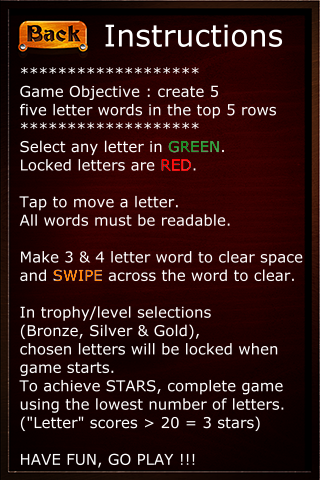 Back Instructions
*******************
Game Objective : create 5
five letter words in the top 5 rows
*******************
Select any letter in GREEN.
Locked letters are RED.
Tap to move a letter.
All words must be readable.
Make 3 & 4 letter word to clear space
and SWIPE across the word to clear.
In trophy/level selections
(Bronze, Silver & Gold),
chosen letters will be locked when
game starts.
To achieve STARS, complete game
using the lowest number of letters.
("Letter" scores > 20 = 3 stars)
HAVE FUN, GO PLAY !!!